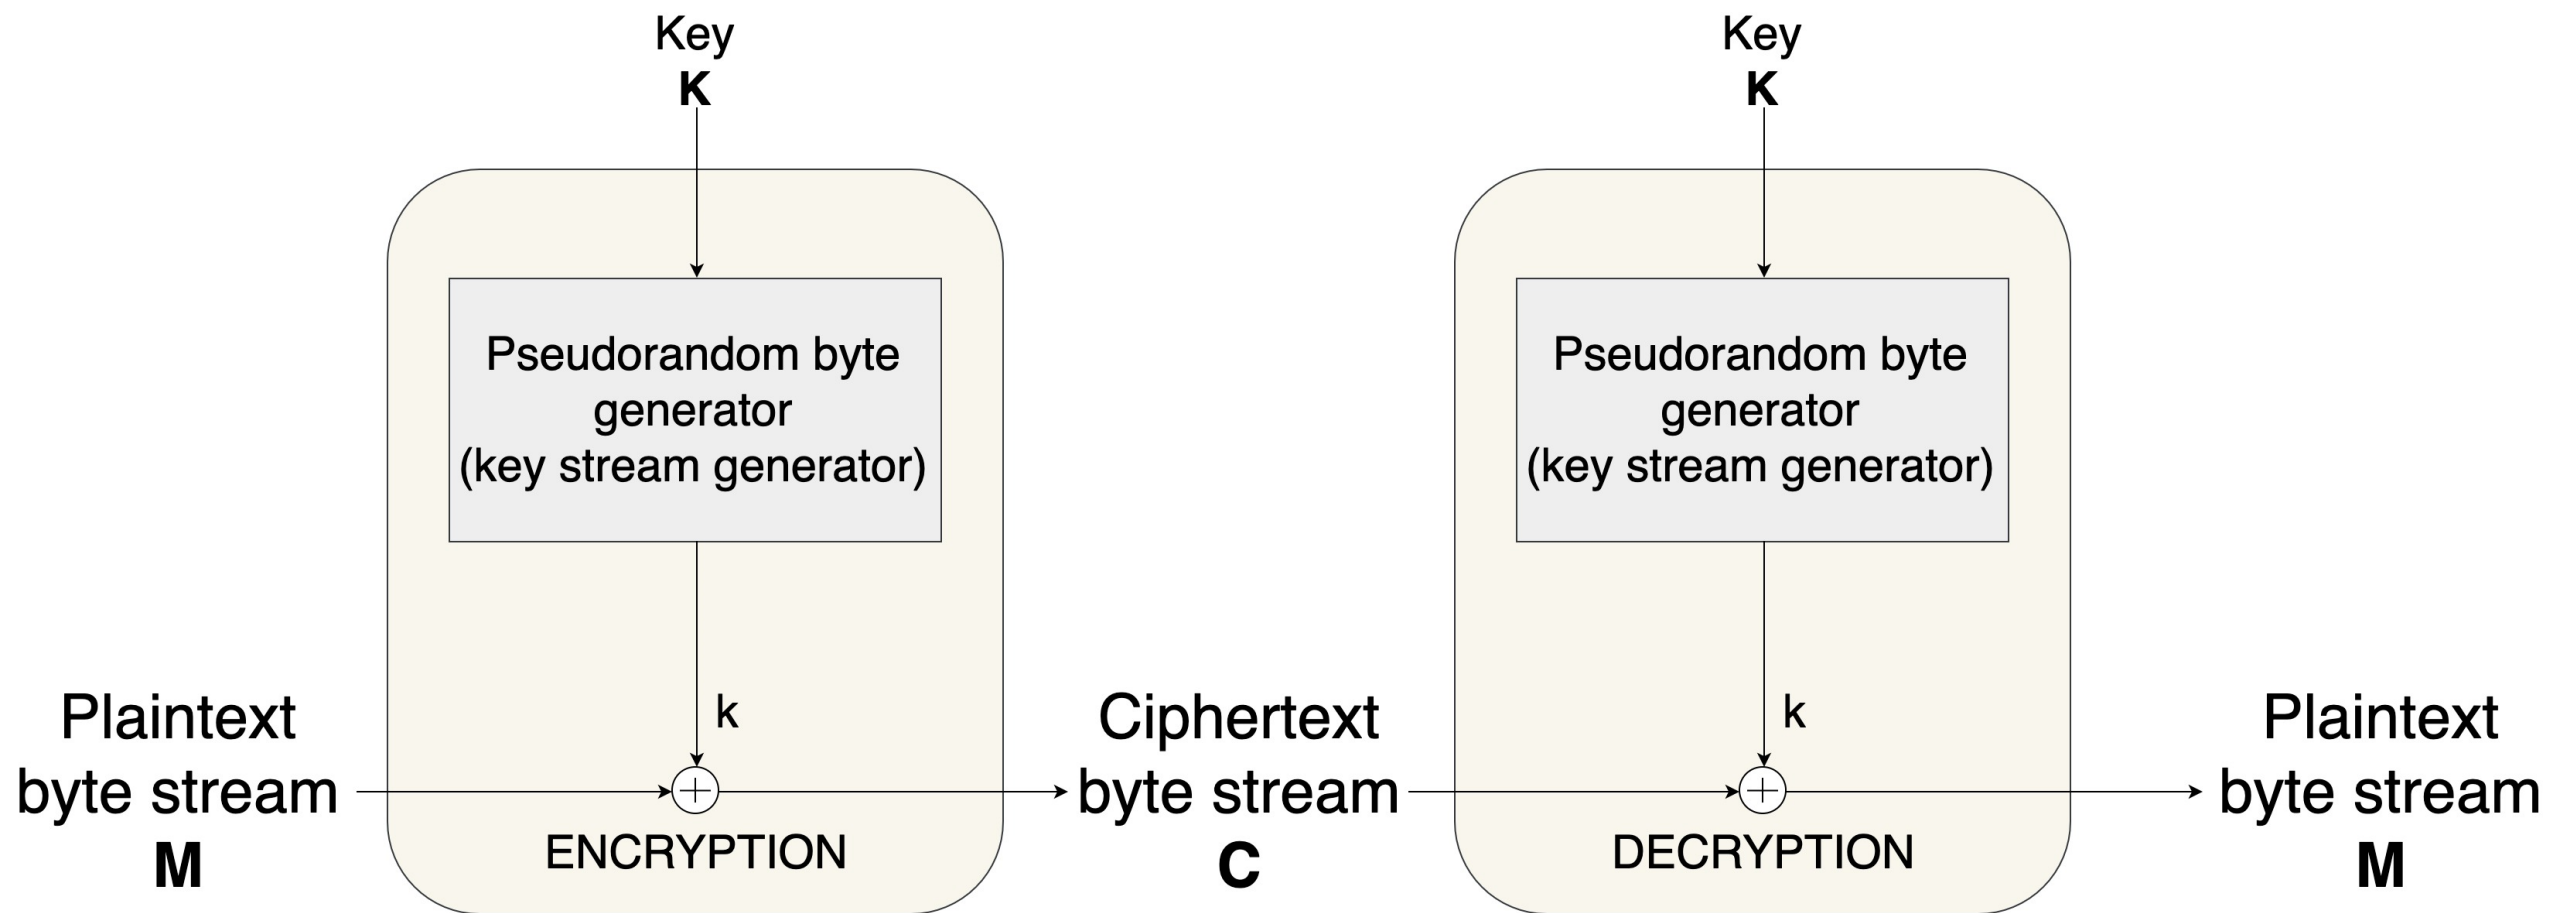 Key
K
Key
K
Pseudorandom byte
generator
(key stream generator)
Pseudorandom byte
generator
(key stream generator)
k
k
Plaintext
byte stream
M
ENCRYPTION
Ciphertext
byte stream
C
DECRYPTION
Plaintext
byte stream
M